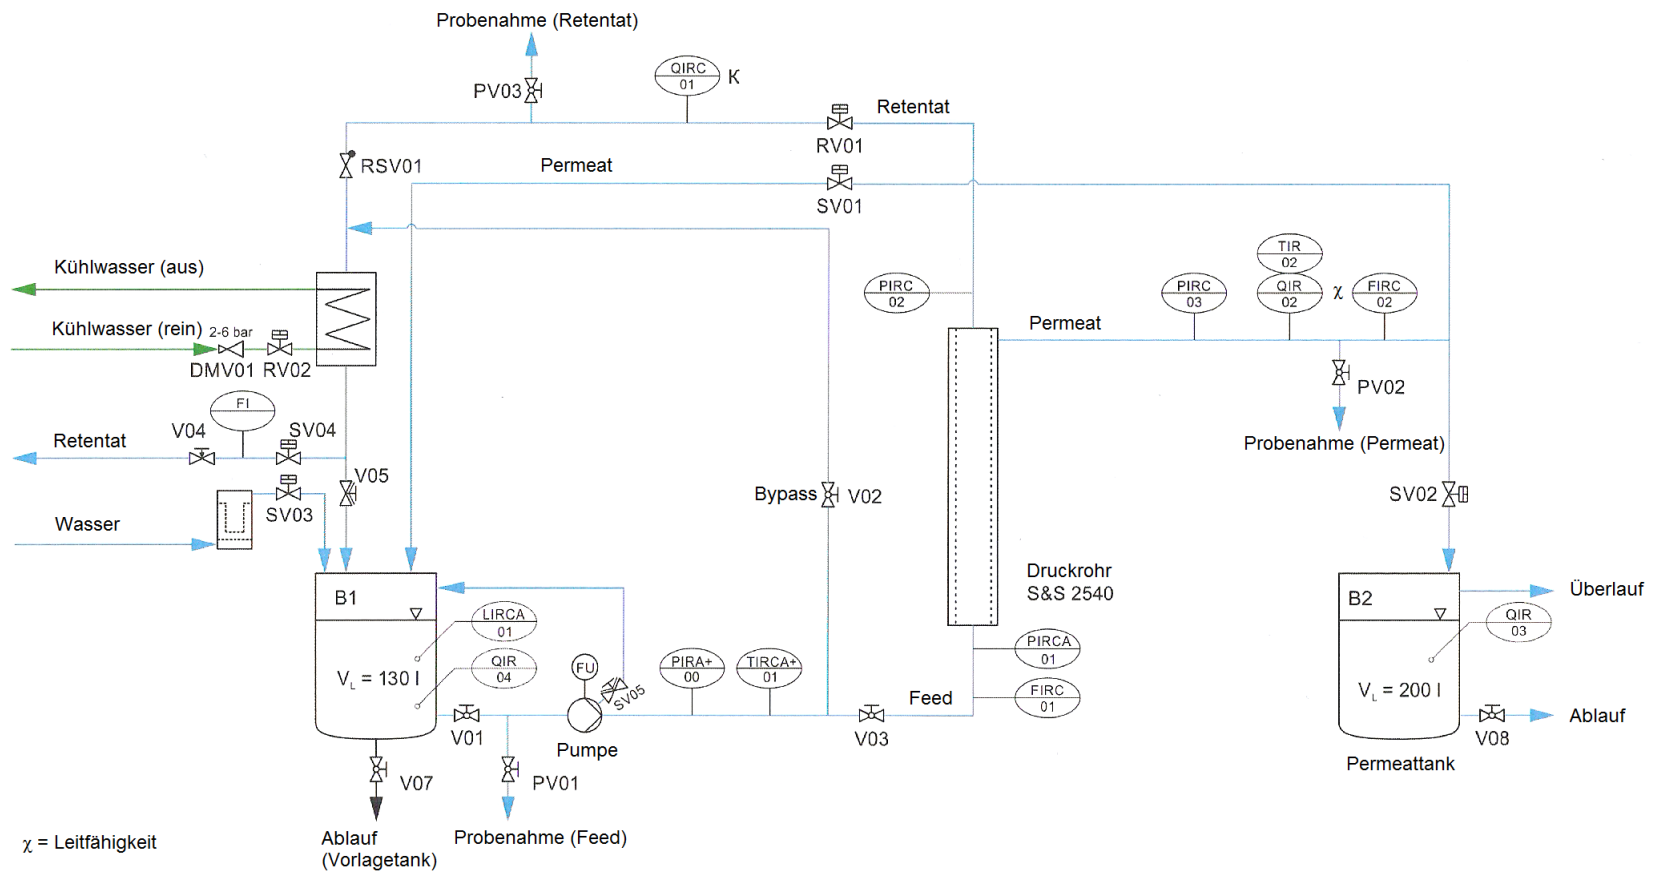 Probenahme (Retentat)
PV03
QIRC
01
K
Retentat
RV01
RSV01
Permeat
SV01
Kühlwasser (aus)
Kühlwasser (rein)
2-6 bar
DMV01
RV02
PIRC
02
TIR
02
PIRC
03
QIR
02
χ
FIRC
02
Permeat
PV02
Probenahme (Permeat)
FI
V04
SV04
Retentat
V05
SV03
Wasser
Bypass
V02
SV02
Druckrohr
S&S 2540
B1
LIRCA
01
QIR
04
VL = 130 l
FU
SV05
Pumpe
PIRA+
00
TIRCA+
01
PIRCA
01
FIRC
01
Feed
V01
V03
B2
Überlauf
QIR
03
VL = 200 l
Ablauf
V08
Permeattank
V07
PV01
Ablauf
(Vorlagetank)
Probenahme (Feed)
χ = Leitfähigkeit